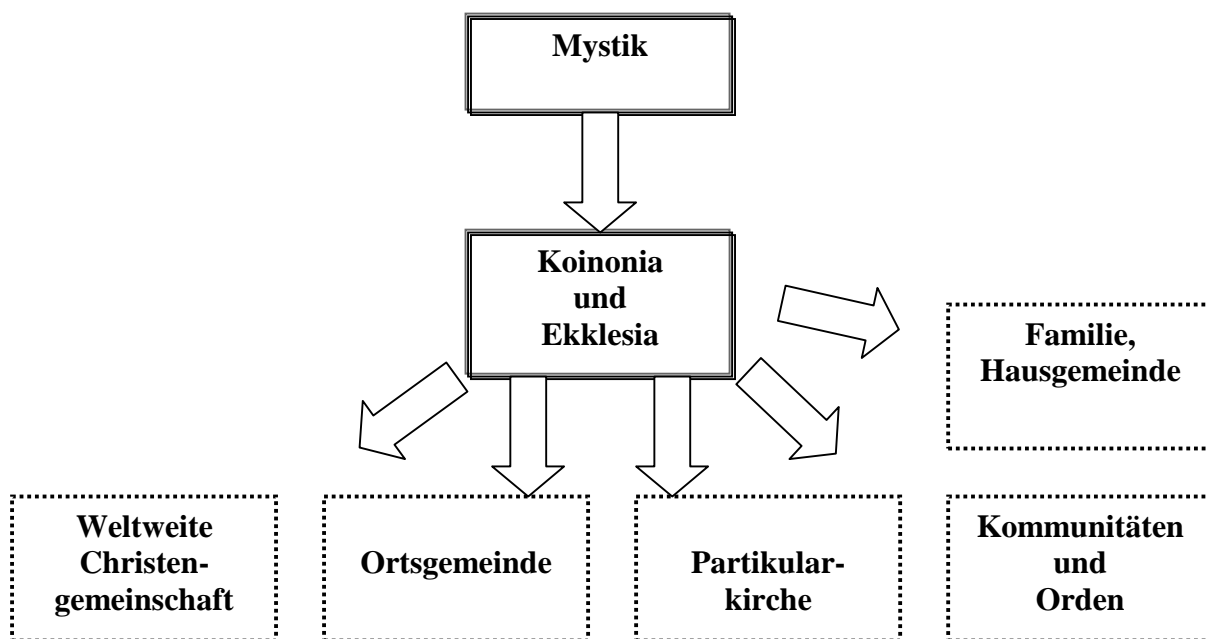 Mystik
Koinonia
und
Ekklesia
Familie,
Hausgemeinde
Weltweite
Christen-
gemeinschaft
Ortsgemeinde
Partikular-
kirche
Kommunitäten
und
Orden